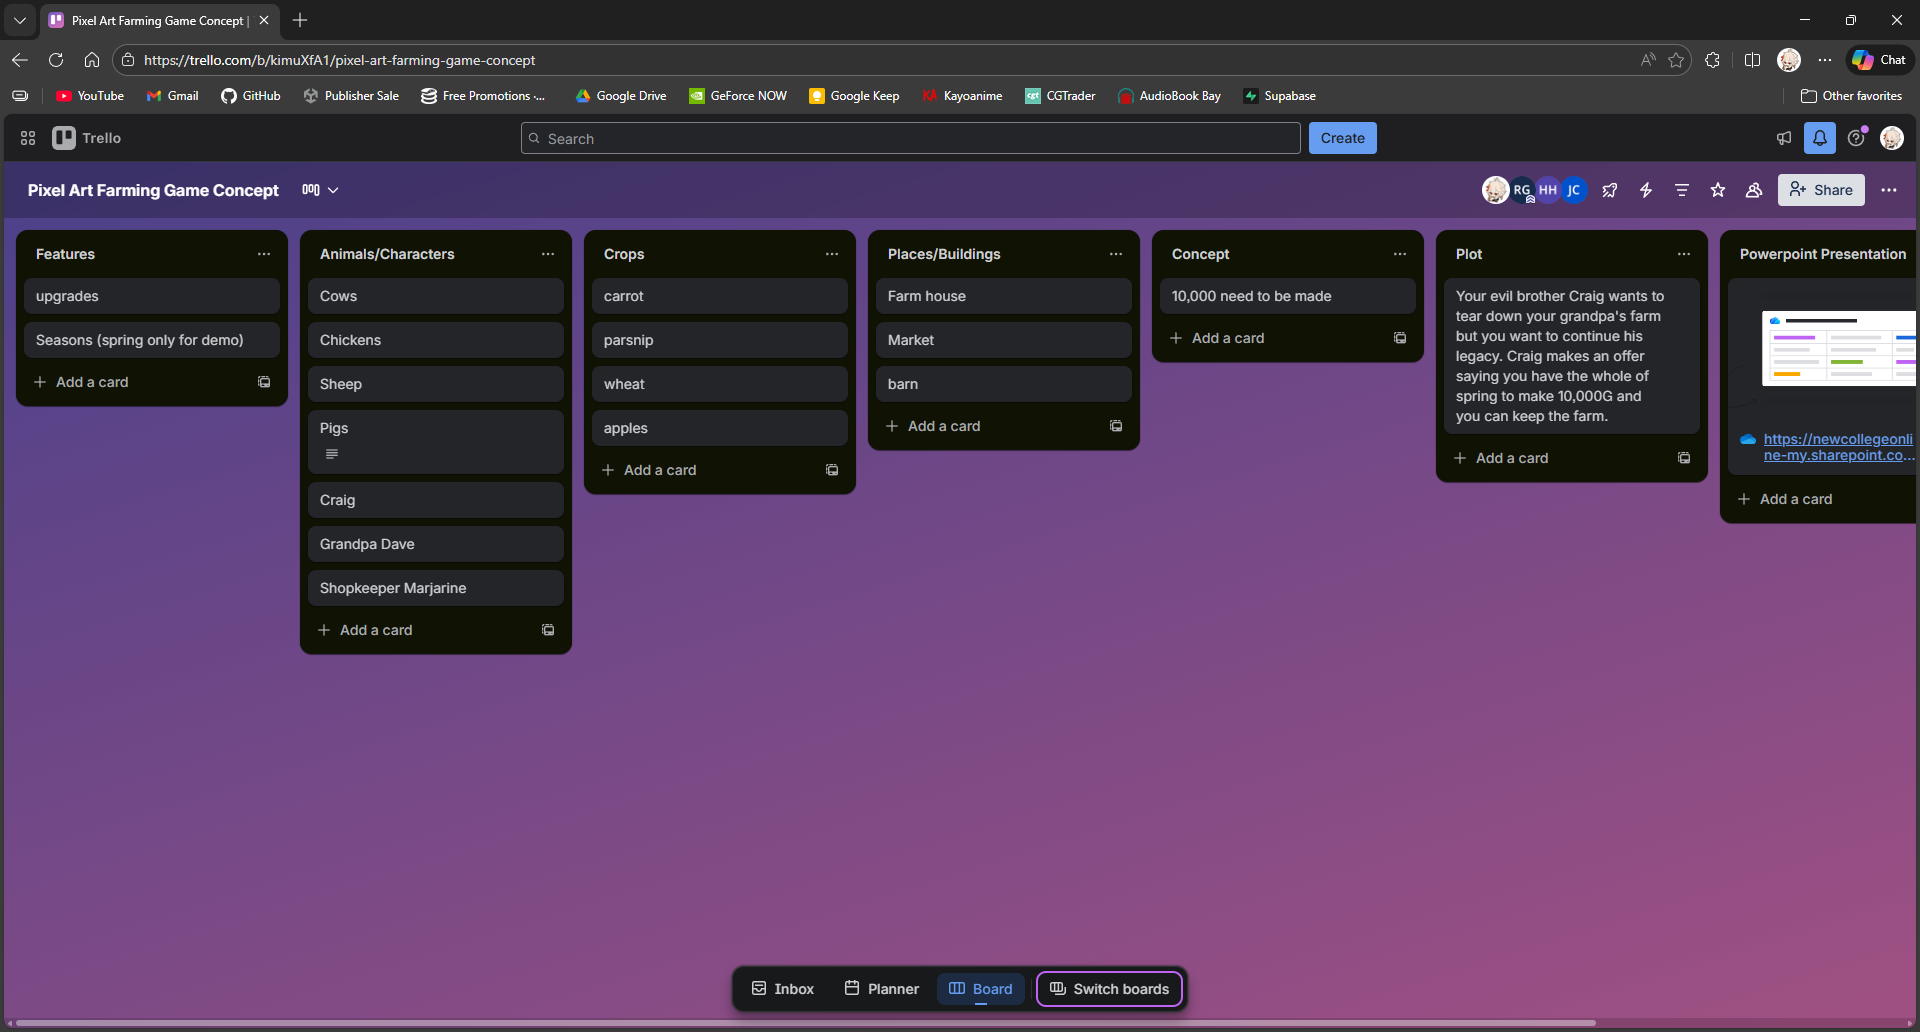 Pixel Art Farming Game Concept |
https://trello.com/b/kimuXfA1/pixel-art-farming-game-concept
Chat
YouTube
Gmail
GitHub
Publisher Sale
Free Promotions -...
Google Drive
GeForce NOW
Google Keep
KA Kayoanime
cgt CGTrader
AudioBook Bay
Supabase
Other favorites
Trello
Search
Create
Pixel Art Farming Game Concept
RG
HH
JC
Share
Features
upgrades
Seasons (spring only for demo)
Add a card
Animals/Characters
Cows
Chickens
Sheep
Pigs
Craig
Grandpa Dave
Shopkeeper Marjarine
Add a card
Crops
carrot
parsnip
wheat
apples
Add a card
Places/Buildings
Farm house
Market
barn
Add a card
Concept
10,000 need to be made
Add a card
Plot
Your evil brother Craig wants to
tear down your grandpa's farm
but you want to continue his
legacy. Craig makes an offer
saying you have the whole of
spring to make 10,000G and
you can keep the farm.
Add a card
Powerpoint Presentation
https://newcollegeonli
ne-my.sharepoint.co...
Add a card
Inbox
Planner
Board
Switch boards